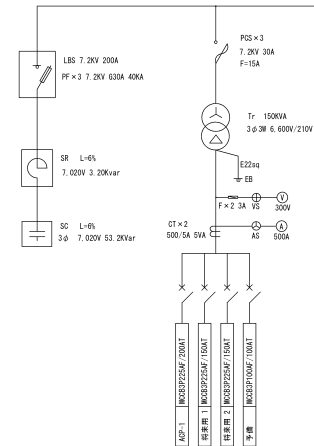 LBS 7.2KV 200A
PF×3 7.2KV G30A 40KA
SR L=6%
7.020V 3.20Kvar
SC L=6%
3φ 7.020V 53.2KVar
PCS×3
7.2KV 30A
F=15A
Tr 150KVA
3φ3W 6,600V/210V
E22sq
EB
F×2 3A
VS
V
300V
CT×2
500/5A 5VA
AS
A
500A
ACP-1 MCCB3P225AF/200AT
将来用 1 MCCB3P225AF/150AT
将来用 2 MCCB3P225AF/150AT
予備 MCCB3P100AF/100AT